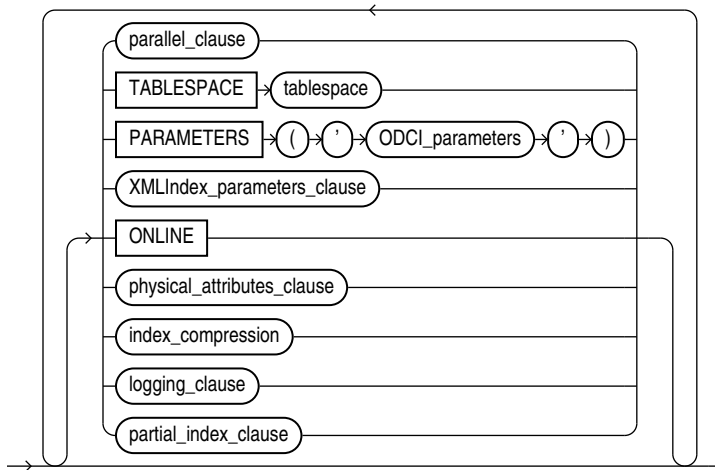 parallel_clause
TABLESPACE tablespace
PARAMETERS ( ' ODCI_parameters ' )
XMLIndex_parameters_clause
ONLINE
physical_attributes_clause
index_compression
logging_clause
partial_index_clause